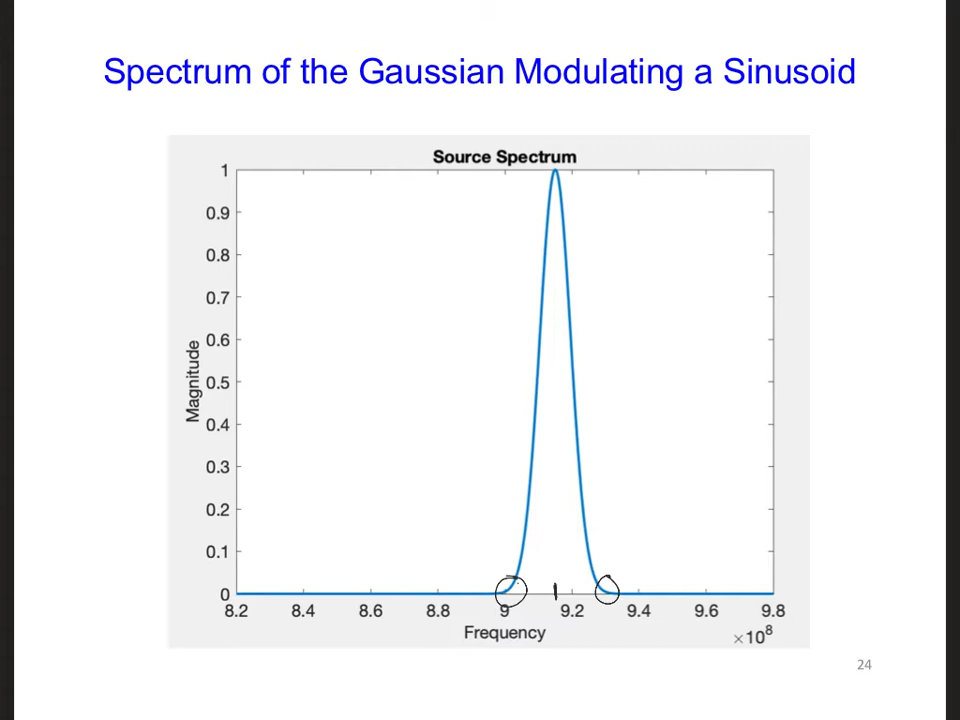 Spectrum of the Gaussian Modulating a Sinusoid
Source Spectrum
1
0.9
0.8
0.7
0.6
0.5
0.4
0.3
0.2
0.1
0
Magnitude
8.2 8.4 8.6 8.8 9 9.2 9.4 9.6 9.8
Frequency
×10⁸
24